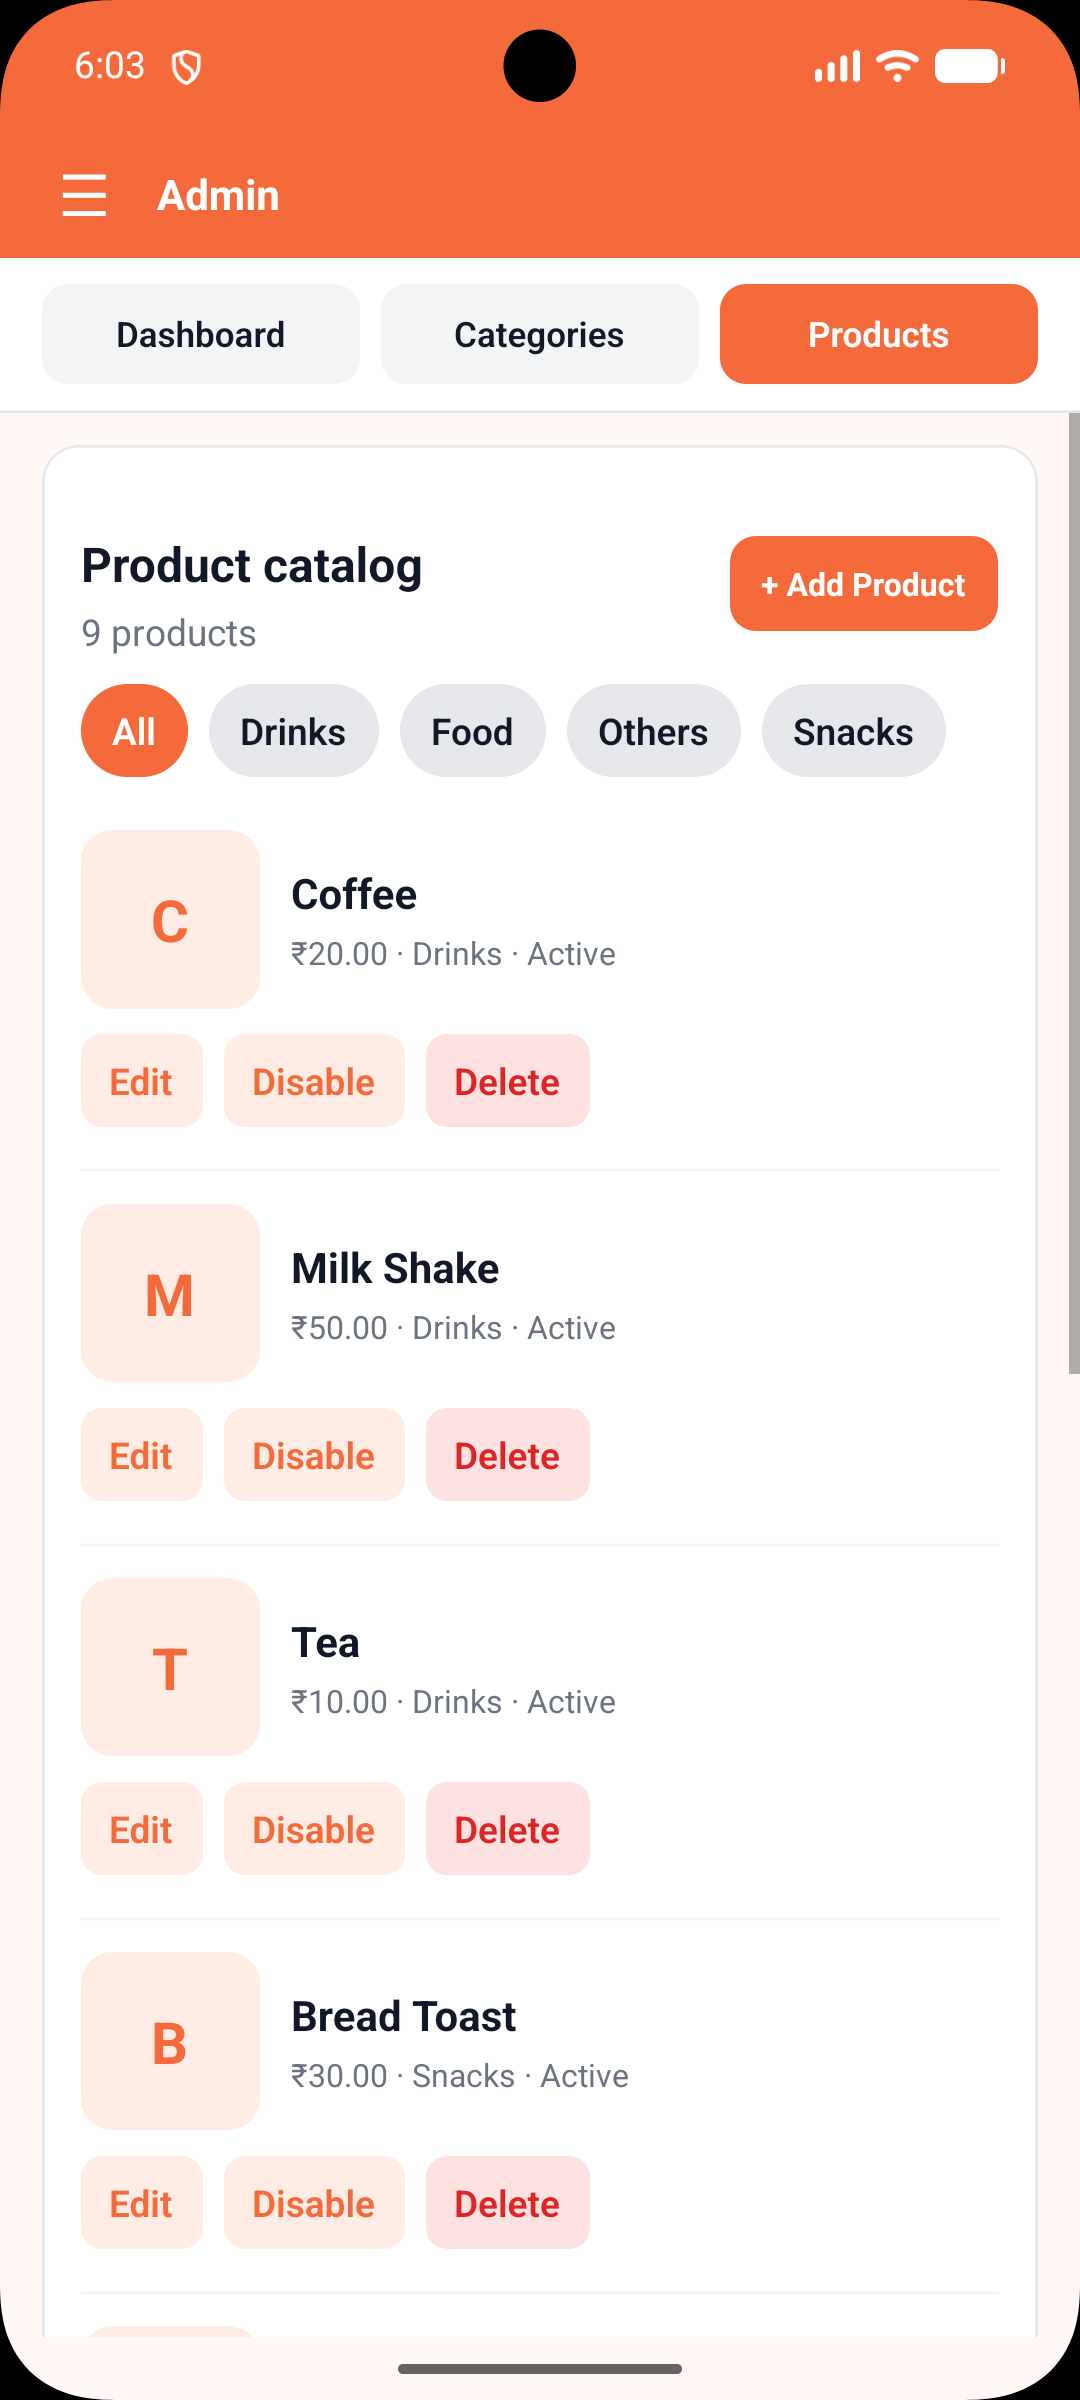 6:03
Admin
Dashboard Categories Products
Product catalog
+ Add Product
9 products
All Drinks Food Others Snacks
C
Coffee
₹20.00 · Drinks · Active
Edit Disable Delete
M
Milk Shake
₹50.00 · Drinks · Active
Edit Disable Delete
T
Tea
₹10.00 · Drinks · Active
Edit Disable Delete
B
Bread Toast
₹30.00 · Snacks · Active
Edit Disable Delete